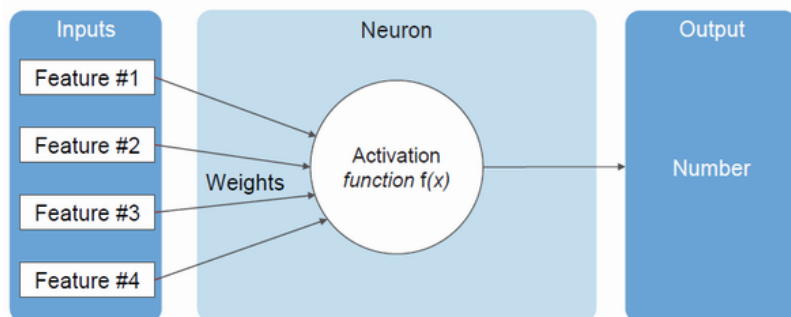 Inputs
Neuron
Output
Feature #1
Feature #2
Feature #3
Feature #4
Weights
Activation
function f(x)
Number